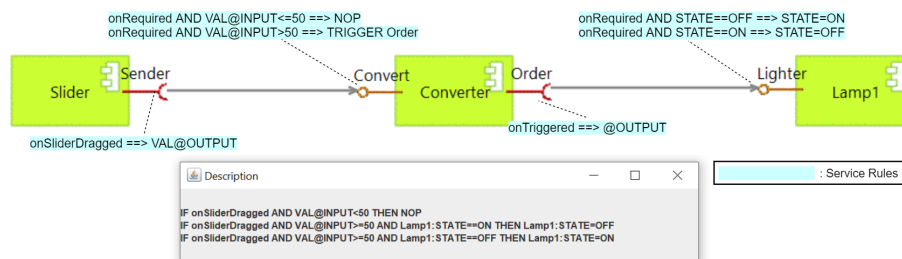 onRequired AND VAL@INPUT<=50 ==> NOP
onRequired AND VAL@INPUT>50 ==> TRIGGER Order
onRequired AND STATE==OFF ==> STATE=ON
onRequired AND STATE==ON ==> STATE=OFF
Slider
Sender
Convert
Converter
Order
Lighter
Lamp1
onSliderDragged ==> VAL@OUTPUT
onTriggered ==> @OUTPUT
Description
: Service Rules
IF onSliderDragged AND VAL@INPUT<50 THEN NOP
IF onSliderDragged AND VAL@INPUT>=50 AND Lamp1:STATE==ON THEN Lamp1:STATE=OFF
IF onSliderDragged AND VAL@INPUT>=50 AND Lamp1:STATE==OFF THEN Lamp1:STATE=ON